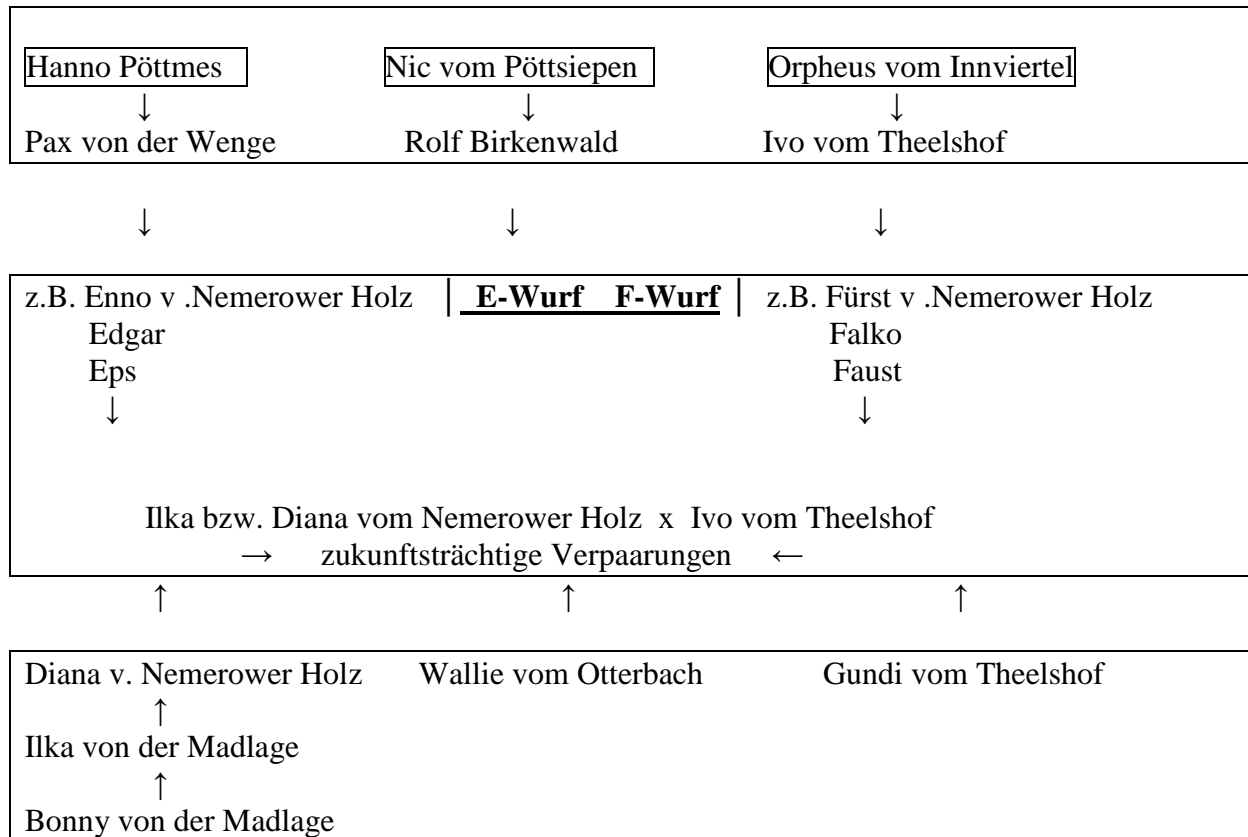 Hanno Pöttmes Nic vom Pöttsiepen Orpheus vom Innviertel
↓ ↓ ↓
Pax von der Wenge Rolf Birkenwald Ivo vom Theelshof
↓ ↓ ↓
z.B. Enno v .Nemerower Holz | E-Wurf F-Wurf | z.B. Fürst v .Nemerower Holz
Edgar Falko
Eps Faust
↓ ↓
Ilka bzw. Diana vom Nemerower Holz x Ivo vom Theelshof
→ zukunftsträchtige Verpaarungen ←
↑ ↑ ↑
Diana v. Nemerower Holz Wallie vom Otterbach Gundi vom Theelshof
↑
Ilka von der Madlage
↑
Bonny von der Madlage